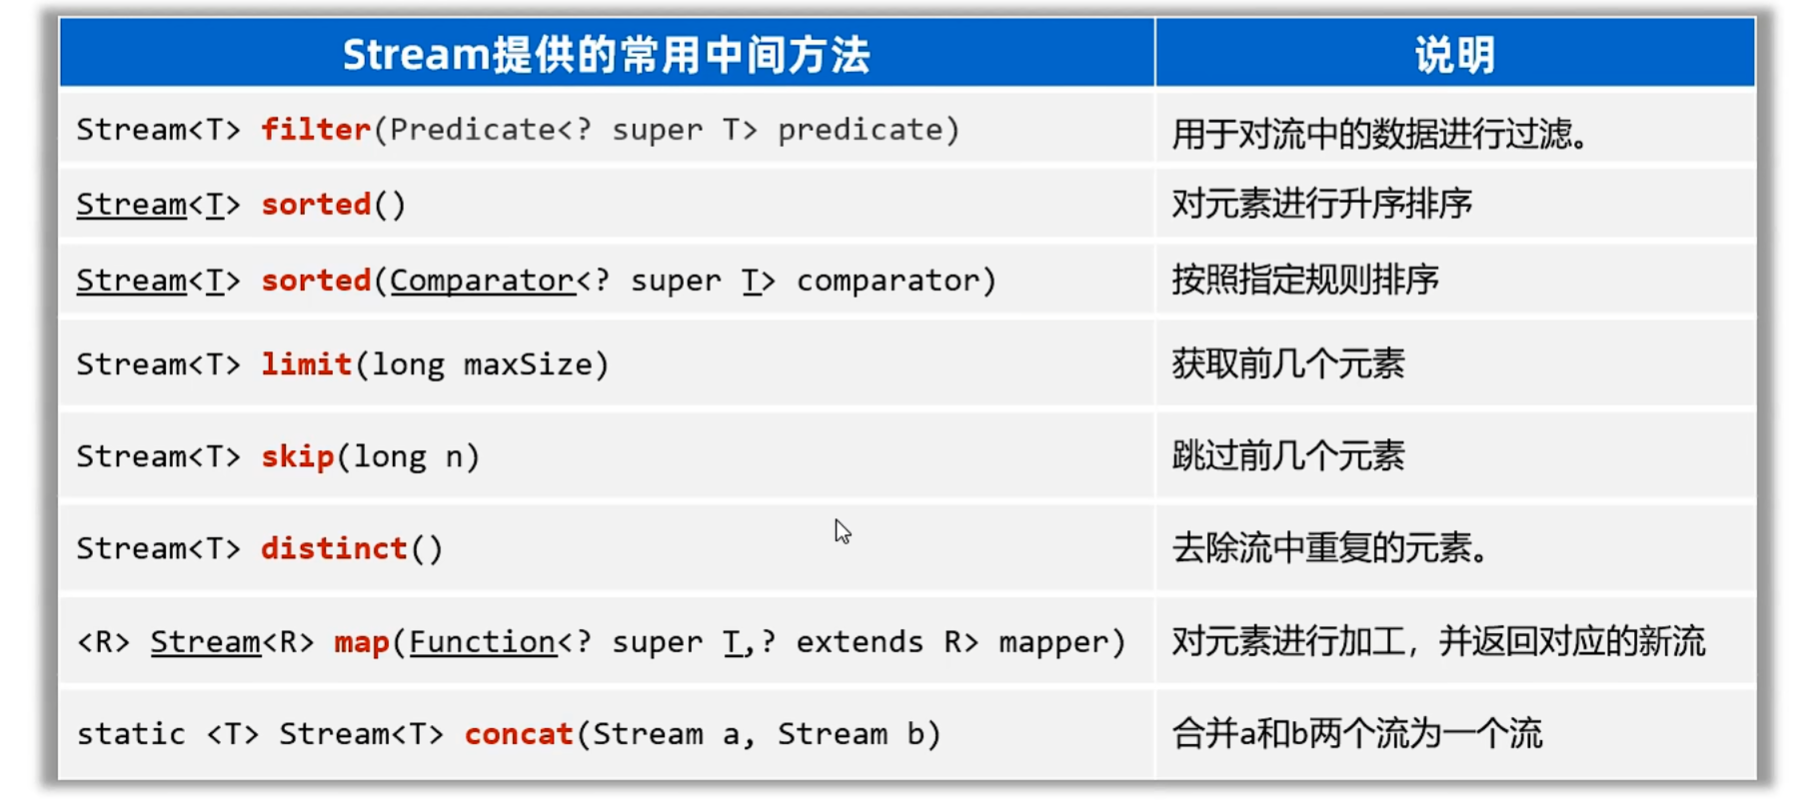 Stream提供的常用中间方法 说明
Stream<T> filter(Predicate<? super T> predicate) 用于对流中的数据进行过滤。
Stream<T> sorted() 对元素进行升序排序
Stream<T> sorted(Comparator<? super T> comparator) 按照指定规则排序
Stream<T> limit(long maxSize) 获取前几个元素
Stream<T> skip(long n) 跳过前几个元素
Stream<T> distinct() 去除流中重复的元素。
<R> Stream<R> map(Function<? super T,? extends R> mapper) 对元素进行加工，并返回对应的新流
static <T> Stream<T> concat(Stream a, Stream b) 合并a和b两个流为一个流